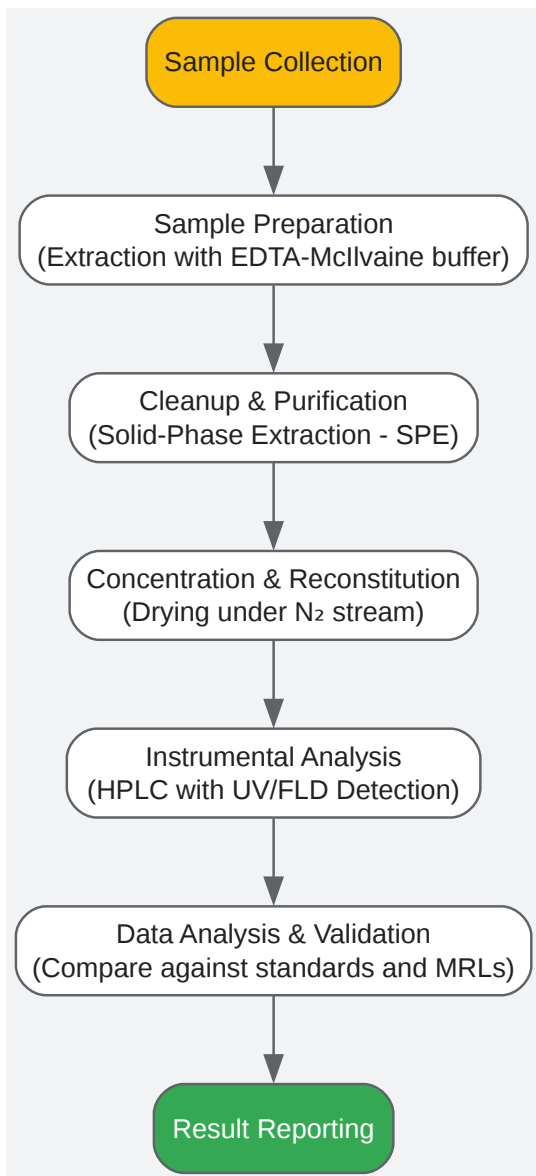 Sample Collection
Sample Preparation
(Extraction with EDTA-McIlvaine buffer)
Cleanup & Purification
(Solid-Phase Extraction - SPE)
Concentration & Reconstitution
(Drying under N₂ stream)
Instrumental Analysis
(HPLC with UV/FLD Detection)
Data Analysis & Validation
(Compare against standards and MRLs)
Result Reporting